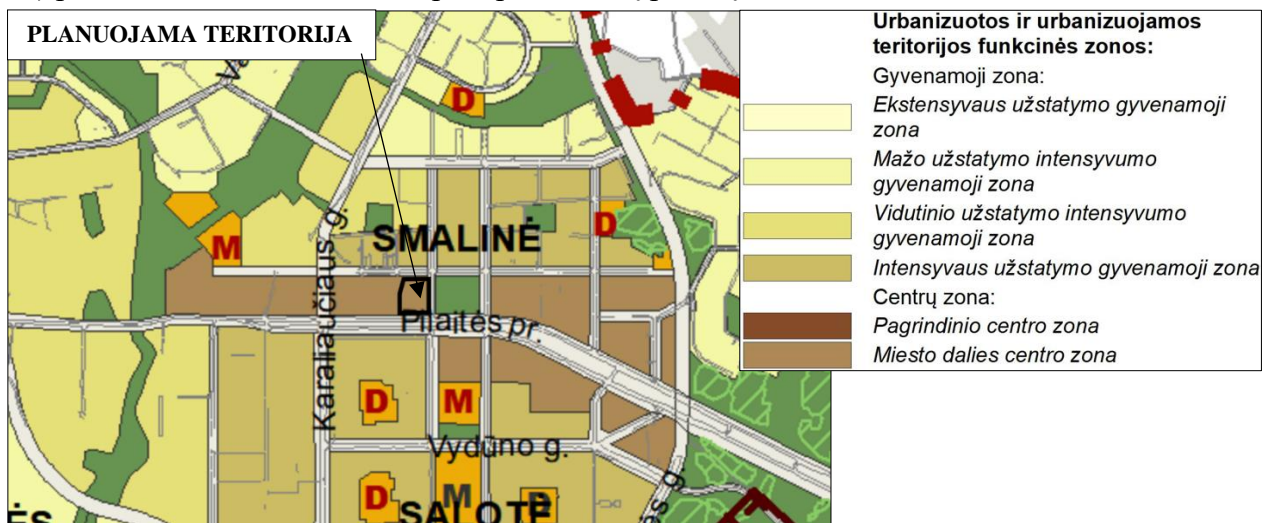 PLANUOJAMA TERITORIJA
D
SMALINĖ
D
M
Karaliaučiaus g.
Pilaitės pr.
D
M
Vydūno g.
D
M
D
SALOTĖ
ĖS
Urbanizuotos ir urbanizuojamos
teritorijos funkcinės zonos:
Gyvenamoji zona:
Ekstensyvaus užstatymo gyvenamoji
zona
Mažo užstatymo intensyvumo
gyvenamoji zona
Vidutinio užstatymo intensyvumo
gyvenamoji zona
Intensyvaus užstatymo gyvenamoji zona
Centrų zona:
Pagrindinio centro zona
Miesto dalies centro zona